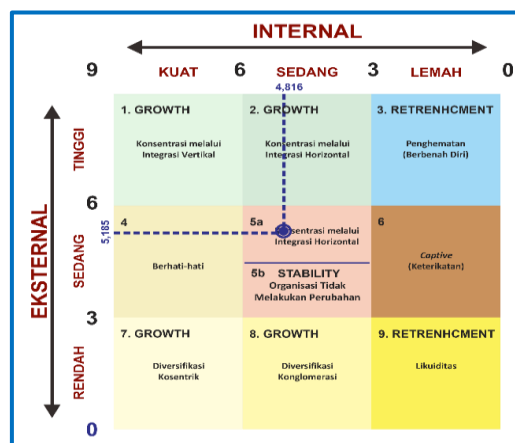 INTERNAL
9 KUAT 6 SEDANG 3 LEMAH 0
4,816
EKSTERNAL
TINGGI
1. GROWTH
Konsentrasi melalui
Integrasi Vertikal
2. GROWTH
Konsentrasi melalui
Integrasi Horizontal
3. RETRENHCMENT
Penghematan
(Berbenah Diri)
6
5,185
SEDANG
4
Berhati-hati
5a
sentrasi melalui
Integrasi Horizontal
5b STABILITY
Organisasi Tidak
Melakukan Perubahan
6
Captive
(Keterikatan)
3
RENDAH
7. GROWTH
Diversifikasi
Kosentrik
8. GROWTH
Diversifikasi
Konglomerasi
9. RETRENHCMENT
Likuiditas
0